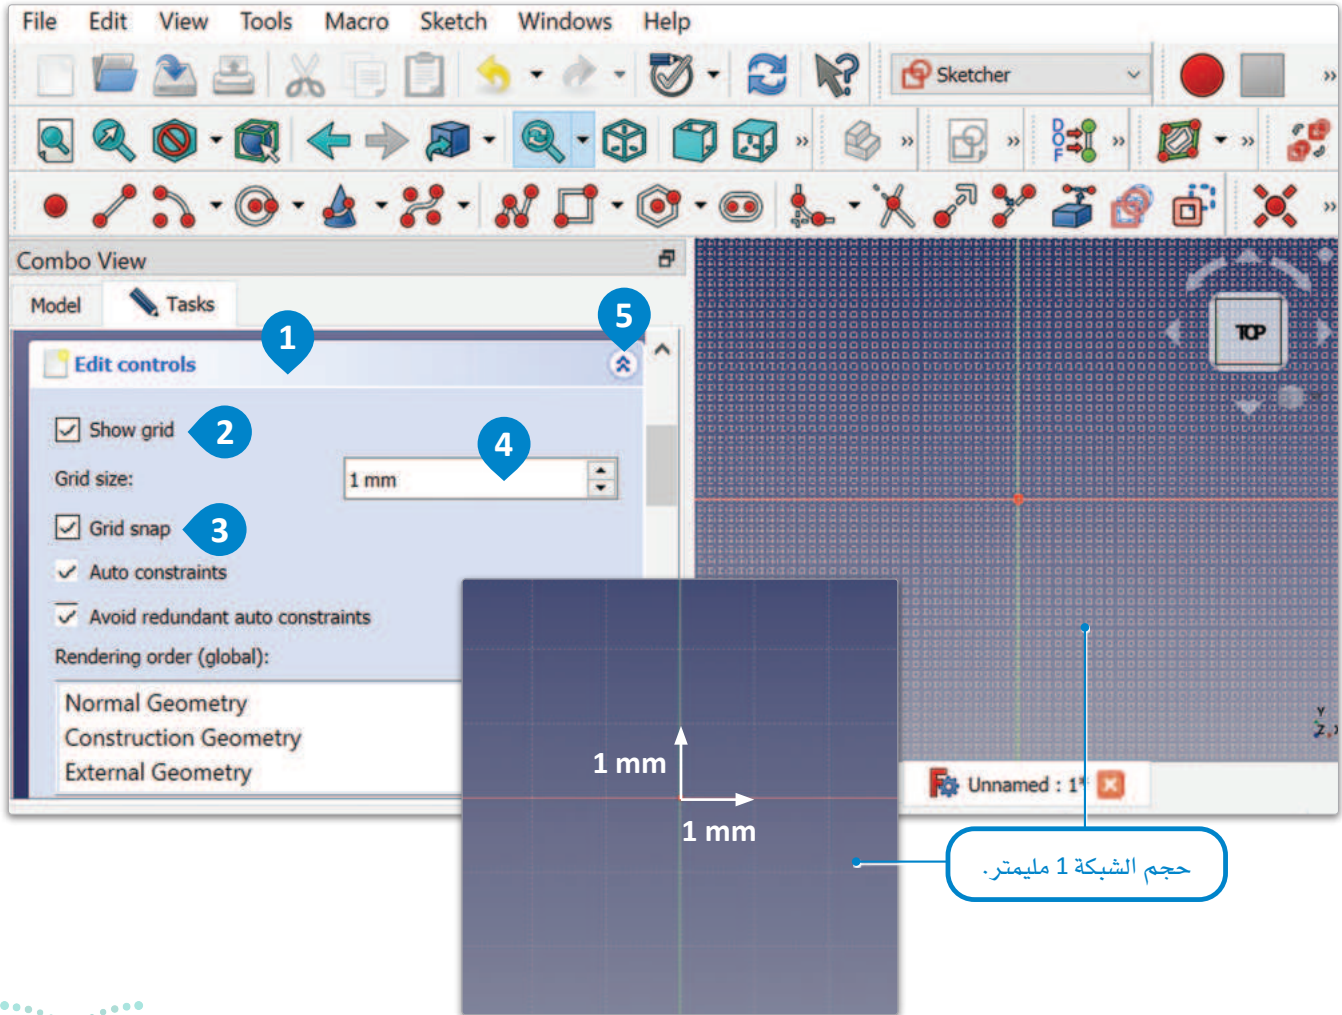 File Edit View Tools Macro Sketch Windows Help
Sketcher
DOF
Combo View
Model Tasks
TOP
1
5
Edit controls
Show grid
2
4
Grid size:
1 mm
Grid snap
3
Auto constraints
Avoid redundant auto constraints
Rendering order (global):
Normal Geometry
Construction Geometry
External Geometry
Y
Z X
1 mm
1 mm
Unnamed : 1*
حجم الشبكة 1 مليمتر.